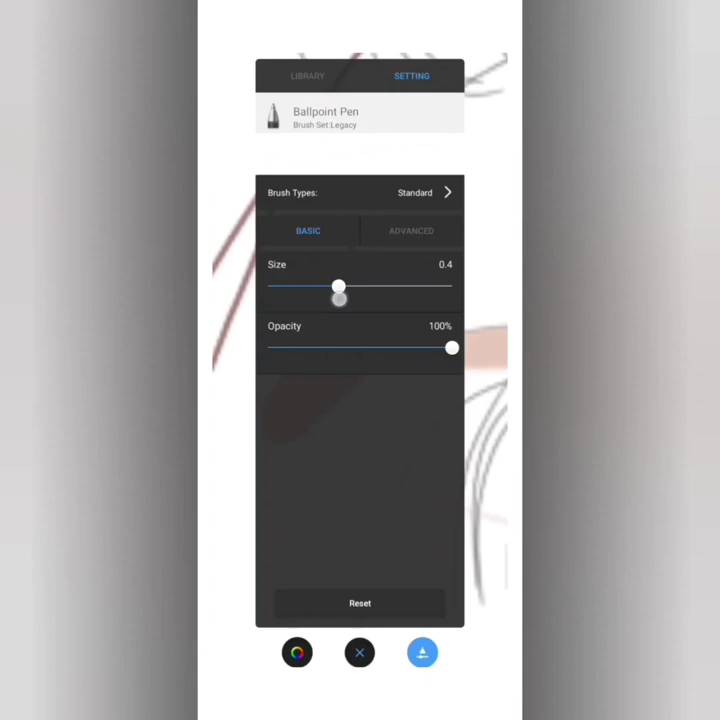 LIBRARY SETTING
Ballpoint Pen
Brush Set:Legacy
Brush Types: Standard
BASIC ADVANCED
Size 0.4
Opacity 100%
Reset